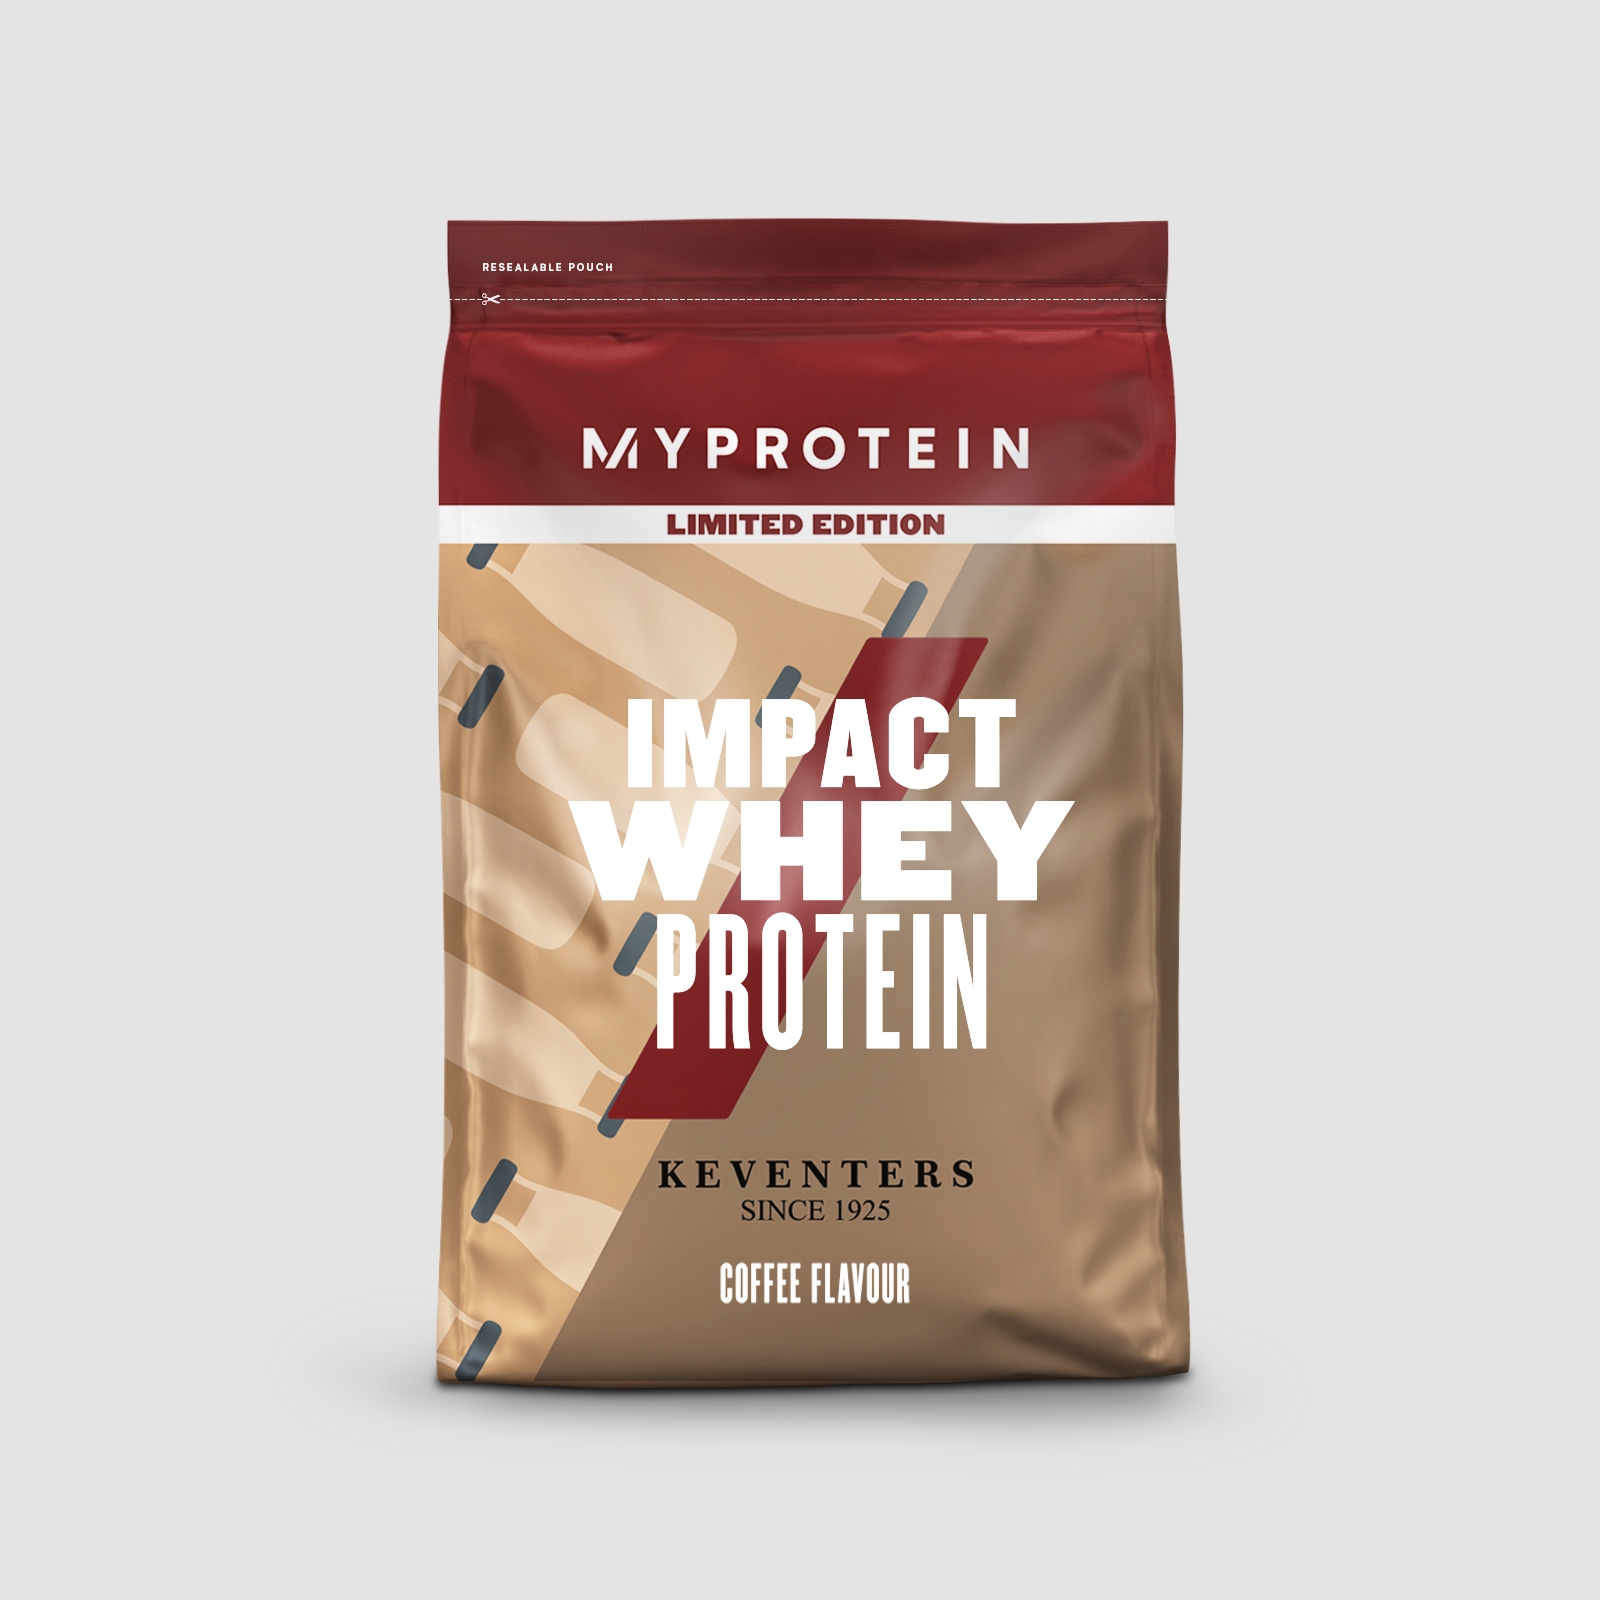 RESEALABLE POUCH
MYPROTEIN
LIMITED EDITION
IMPACT
WHEY
PROTEIN
KEVENTERS
SINCE 1925
COFFEE FLAVOUR